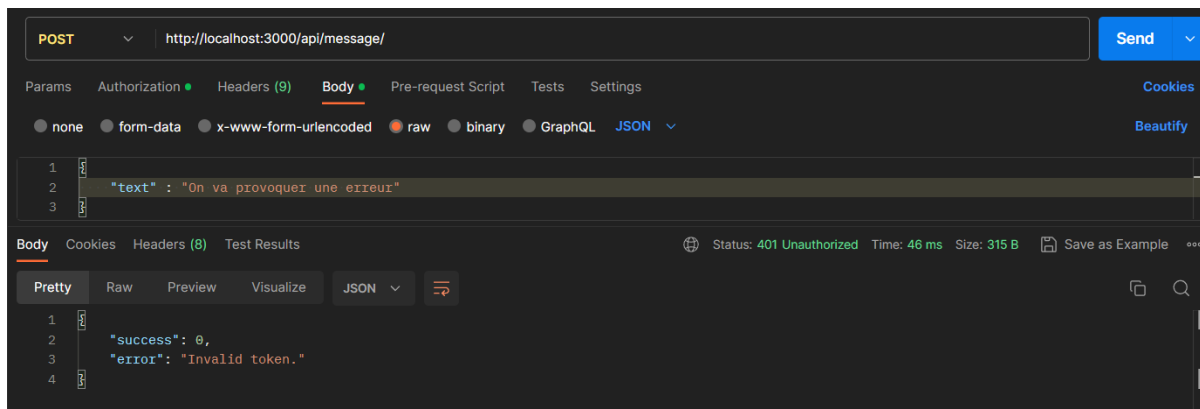 POST http://localhost:3000/api/message/ Send
Params Authorization Headers (9) Body Pre-request Script Tests Settings Cookies
none form-data x-www-form-urlencoded raw binary GraphQL JSON Beautify
1 {
2 "text" : "On va provoquer une erreur"
3 }
Body Cookies Headers (8) Test Results Status: 401 Unauthorized Time: 46 ms Size: 315 B Save as Example
Pretty Raw Preview Visualize JSON
1 {
2 "success": 0,
3 "error": "Invalid token."
4 }